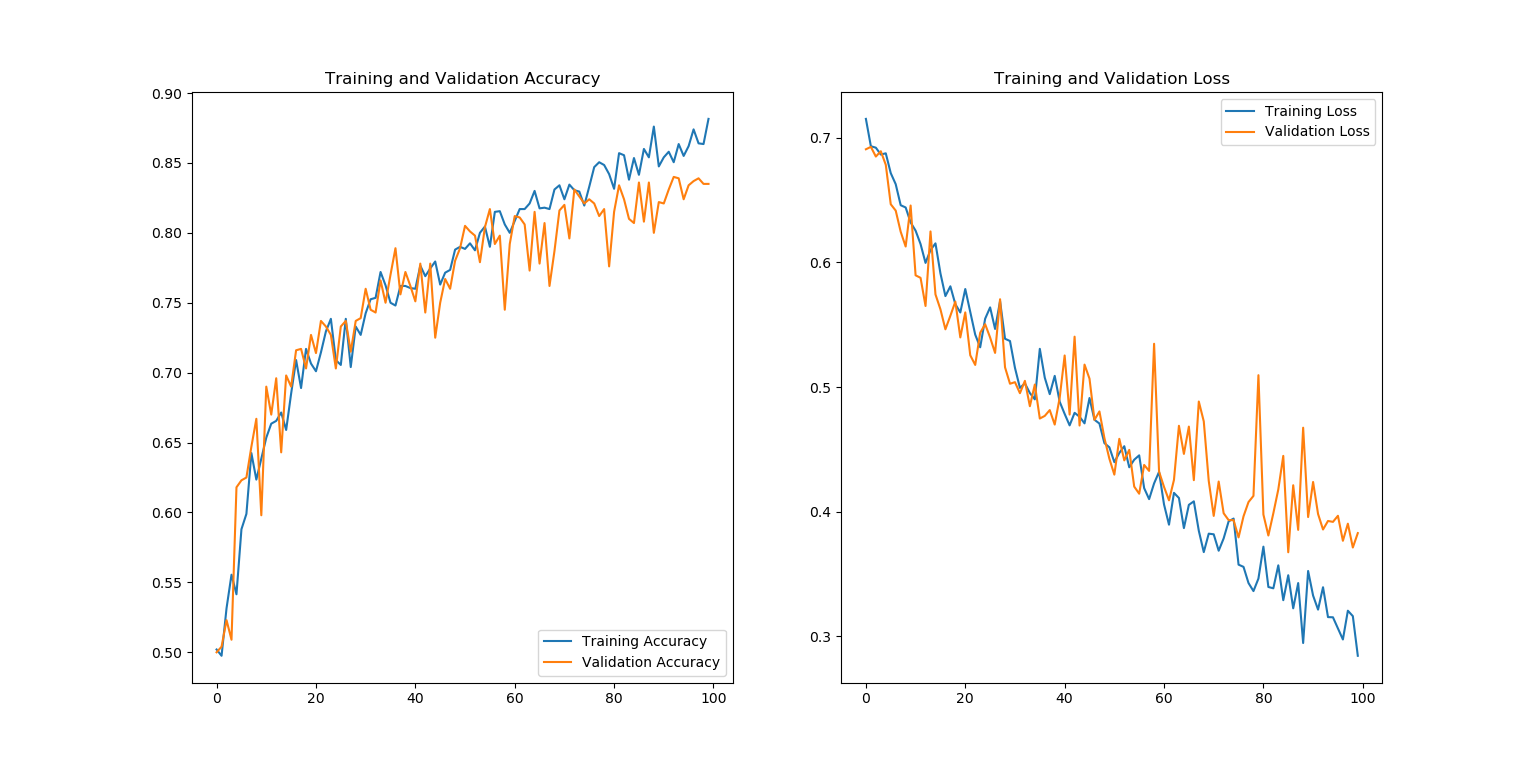 Training and Validation Accuracy
0.90
0.85
0.80
0.75
0.70
0.65
0.60
0.55
0.50
Training Accuracy
Validation Accuracy
0 20 40 60 80 100
Training and Validation Loss
Training Loss
Validation Loss
0.7
0.6
0.5
0.4
0.3
0 20 40 60 80 100